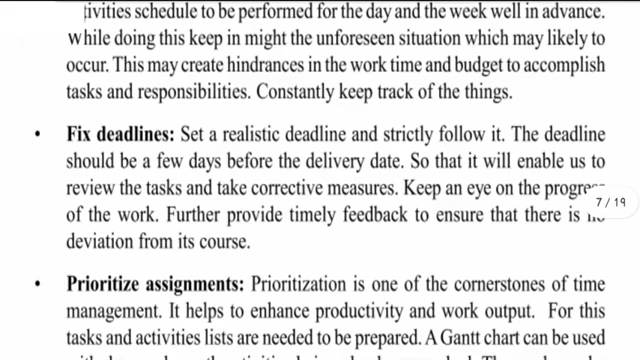 ivities schedule to be performed for the day and the week well in advance.
While doing this keep in might the unforeseen situation which may likely to
occur. This may create hindrances in the work time and budget to accomplish
tasks and responsibilities. Constantly keep track of the things.
• Fix deadlines: Set a realistic deadline and strictly follow it. The deadline
should be a few days before the delivery date. So that it will enable us to
review the tasks and take corrective measures. Keep an eye on the progress
of the work. Further provide timely feedback to ensure that there is no
7 / 19
deviation from its course.
• Prioritize assignments: Prioritization is one of the cornerstones of time
management. It helps to enhance productivity and work output. For this
tasks and activities lists are needed to be prepared. A Gantt chart can be used